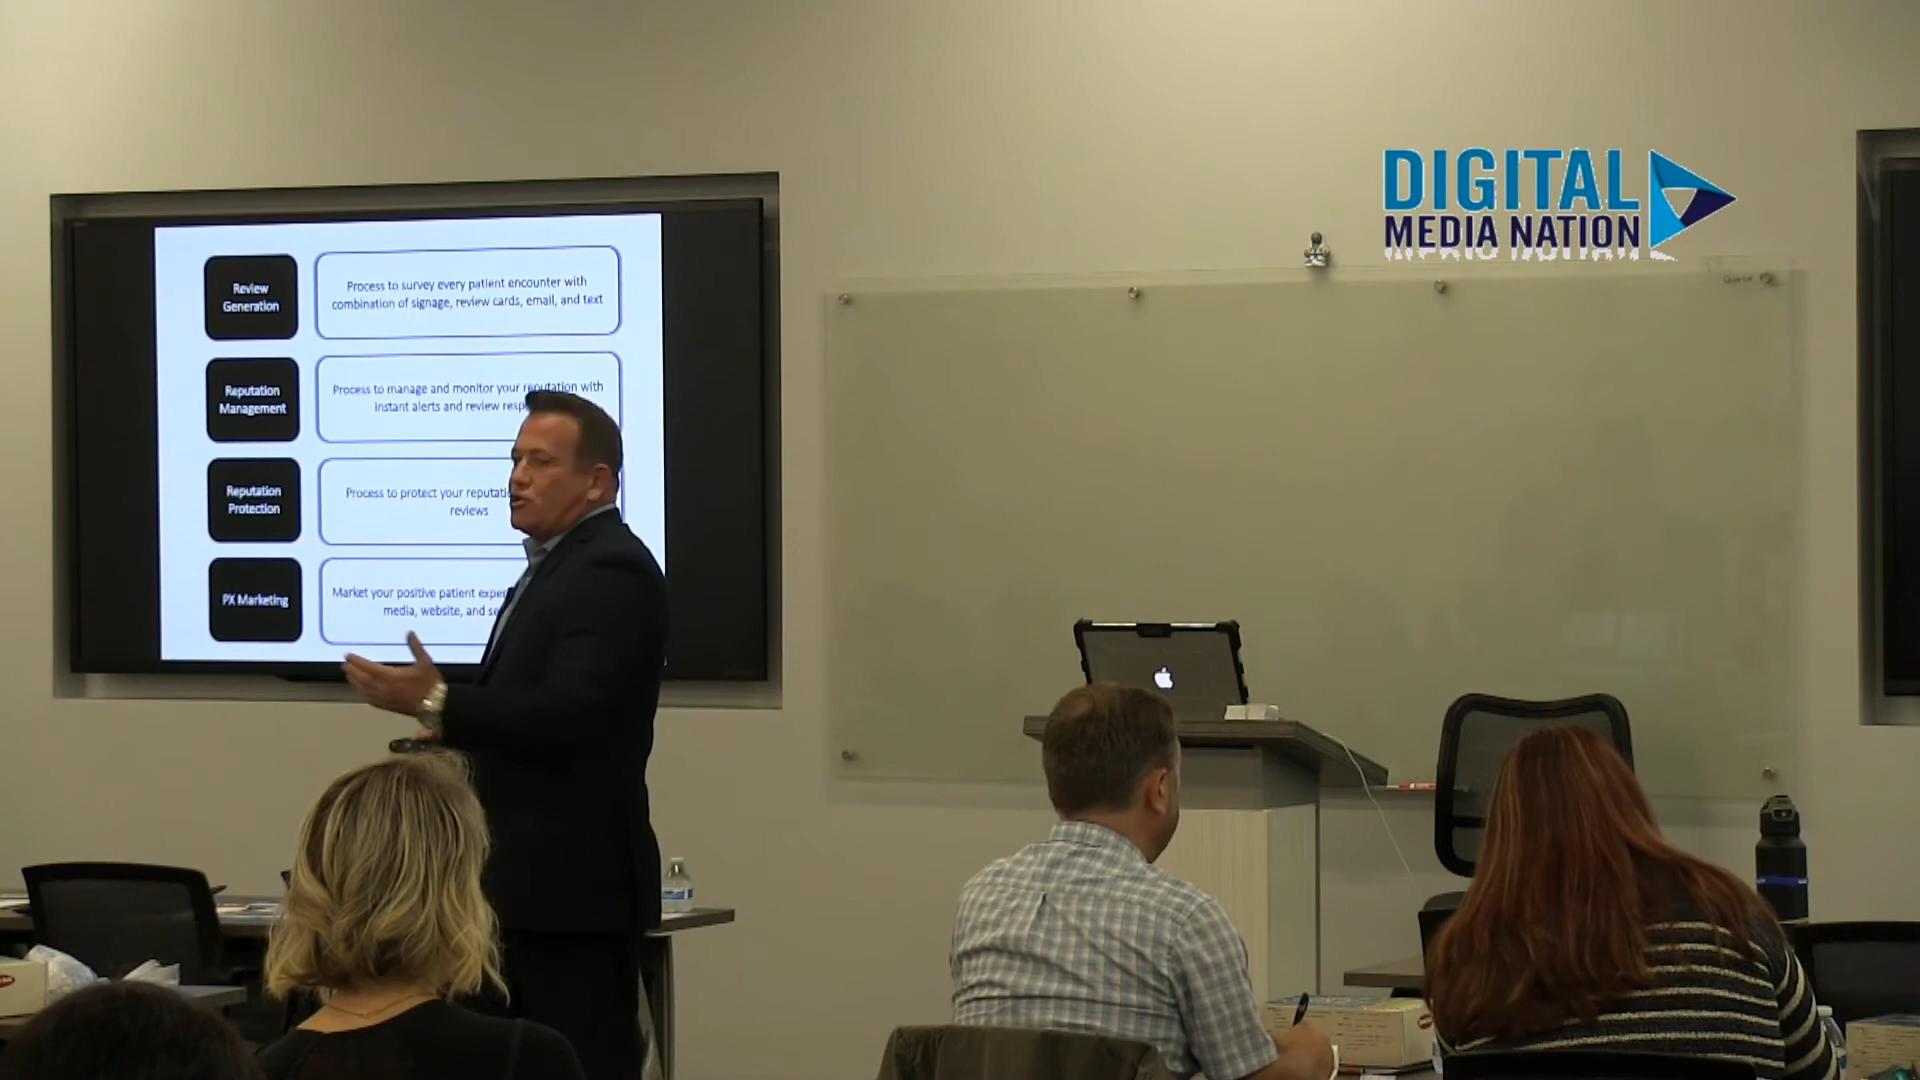 DIGITAL
MEDIA NATION
Review
Generation
Process to survey every patient encounter with
combination of signage, review cards, email, and text
Reputation
Management
Process to manage and monitor your reputation with
instant alerts and review
Reputation
Protection
Process to protect your
reviews
PX Marketing
Market your positive patient
media, website, and